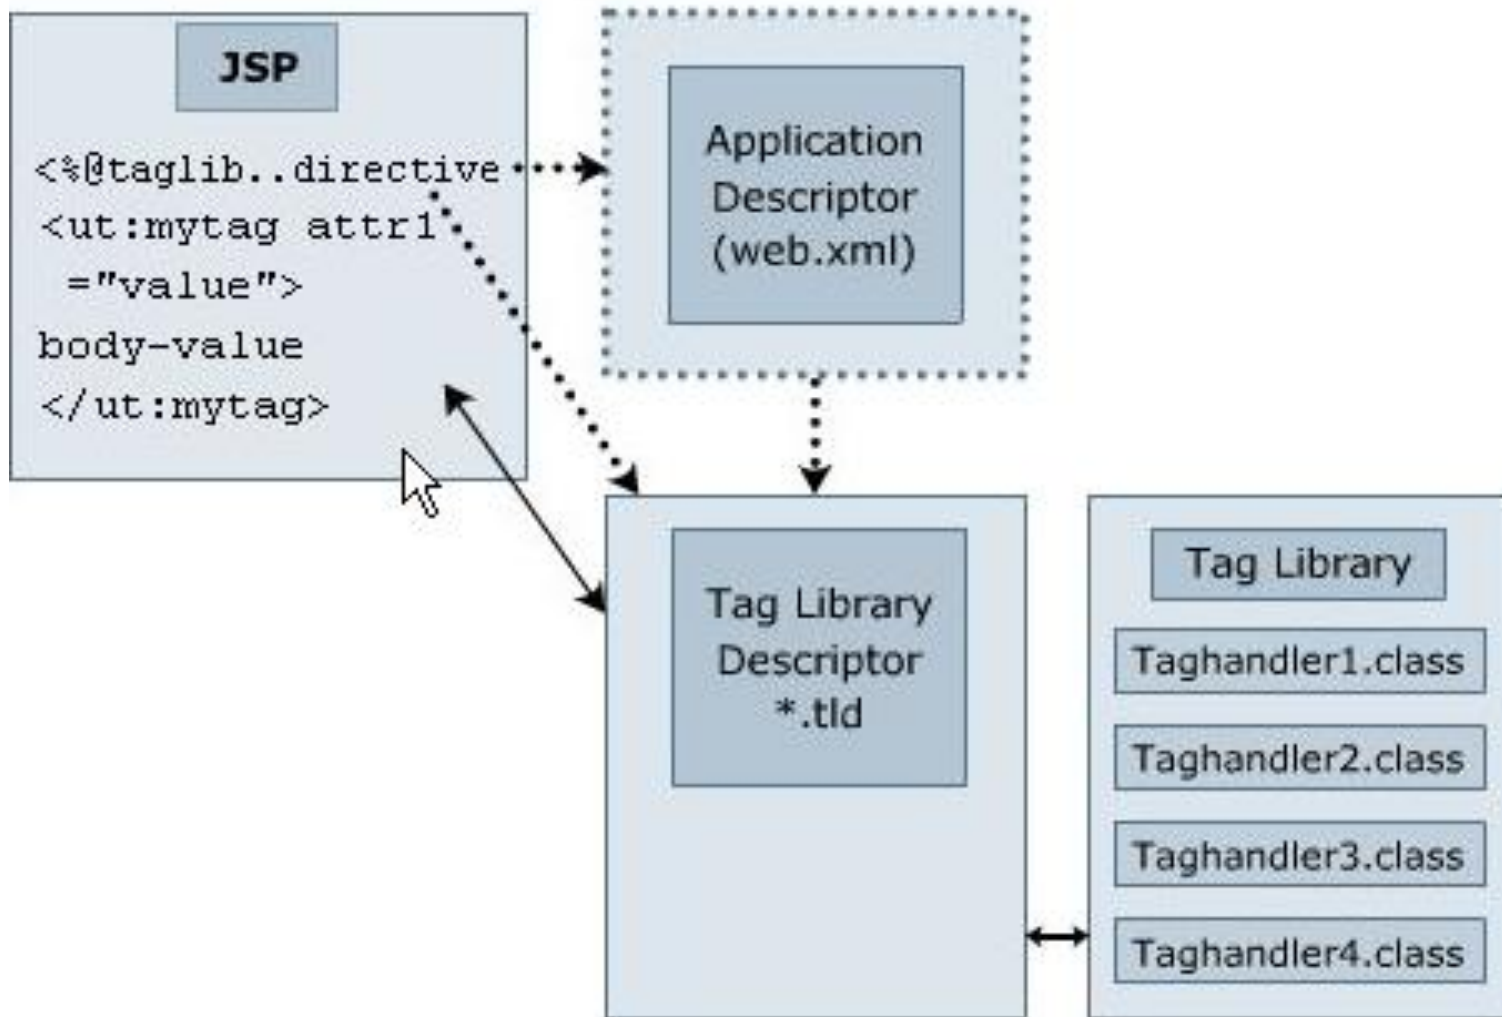 JSP
<%@taglib..directive
<ut:mytag attr1
="value">
body-value
</ut:mytag>
Application
Descriptor
(web.xml)
Tag Library
Descriptor
*.tld
Tag Library
Taghandler1.class
Taghandler2.class
Taghandler3.class
Taghandler4.class